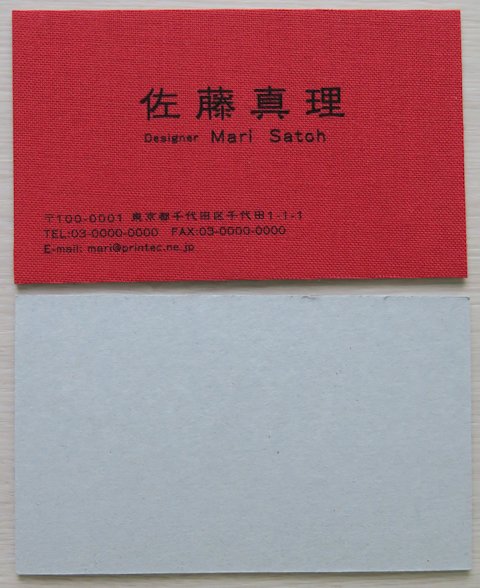 佐藤真理
Designer Mari Satoh
〒100-0001 東京都千代田区千代田1-1-1
TEL:03-0000-0000 FAX:03-0000-0000
E-mail: mari@printec.ne.jp